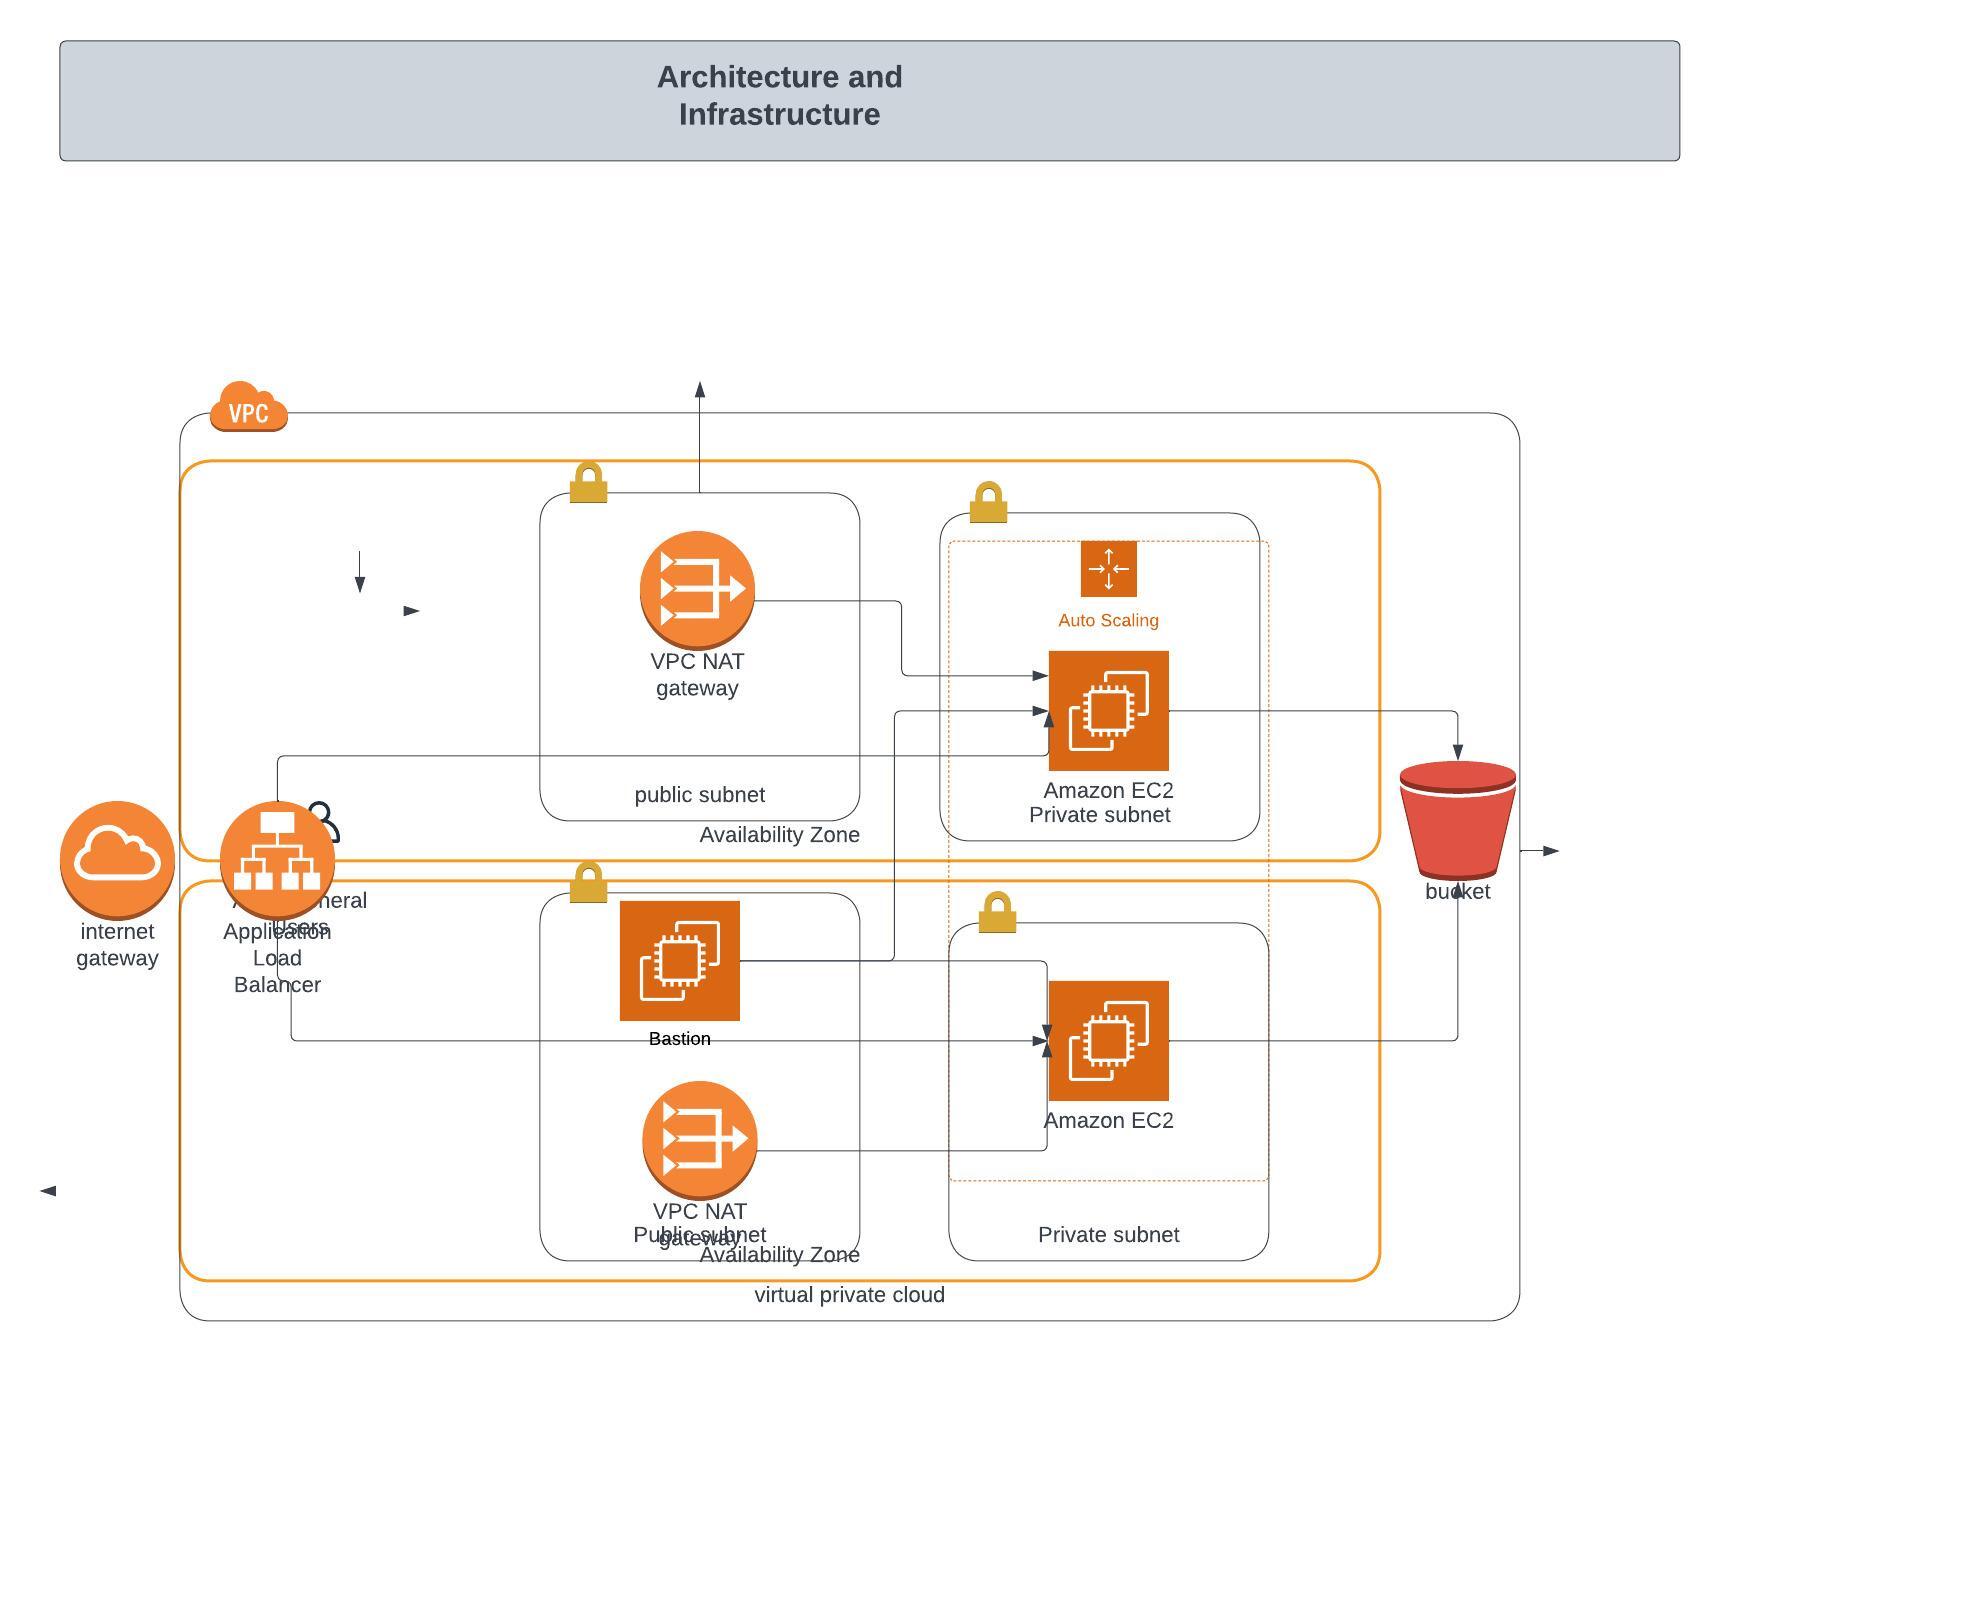 Architecture and
Infrastructure
VPC
Auto Scaling
VPC NAT
gateway
Amazon EC2
public subnet
Private subnet
Availability Zone
bucket
internet
gateway
Users
Application
Load
Balancer
Bastion
Amazon EC2
VPC NAT
gateway
Public subnet
Private subnet
Availability Zone
virtual private cloud